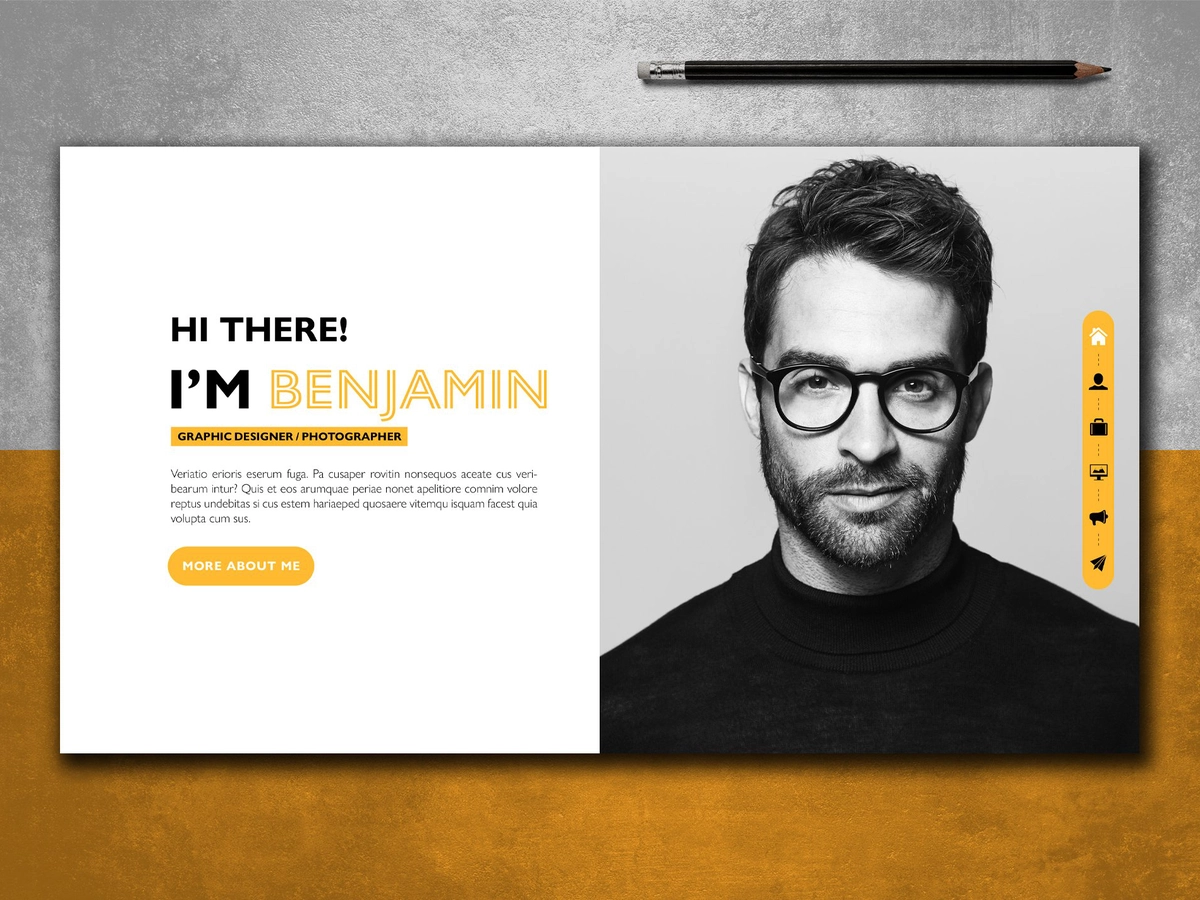 HI THERE!
I'M BENJAMIN
GRAPHIC DESIGNER / PHOTOGRAPHER
Veriatio erioris eserum fuga. Pa cusaper rovitin nonsequos aceate cus veri-
bearum intur? Quis et eos arumquae periae nonet apelitiore comnim volore
reptus undebitas si cus estem hariaeped quosaere vitemqu isquam facest quia
volupta cum sus.
MORE ABOUT ME